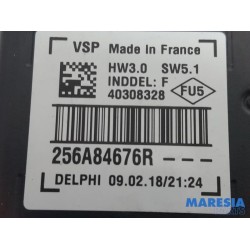 VSP Made In France
HW3.0 SW5.1
INDDEL: F
40308328
FU5
256A84676R - - -
DELPHI 09.02.18/21:24
MARESIA